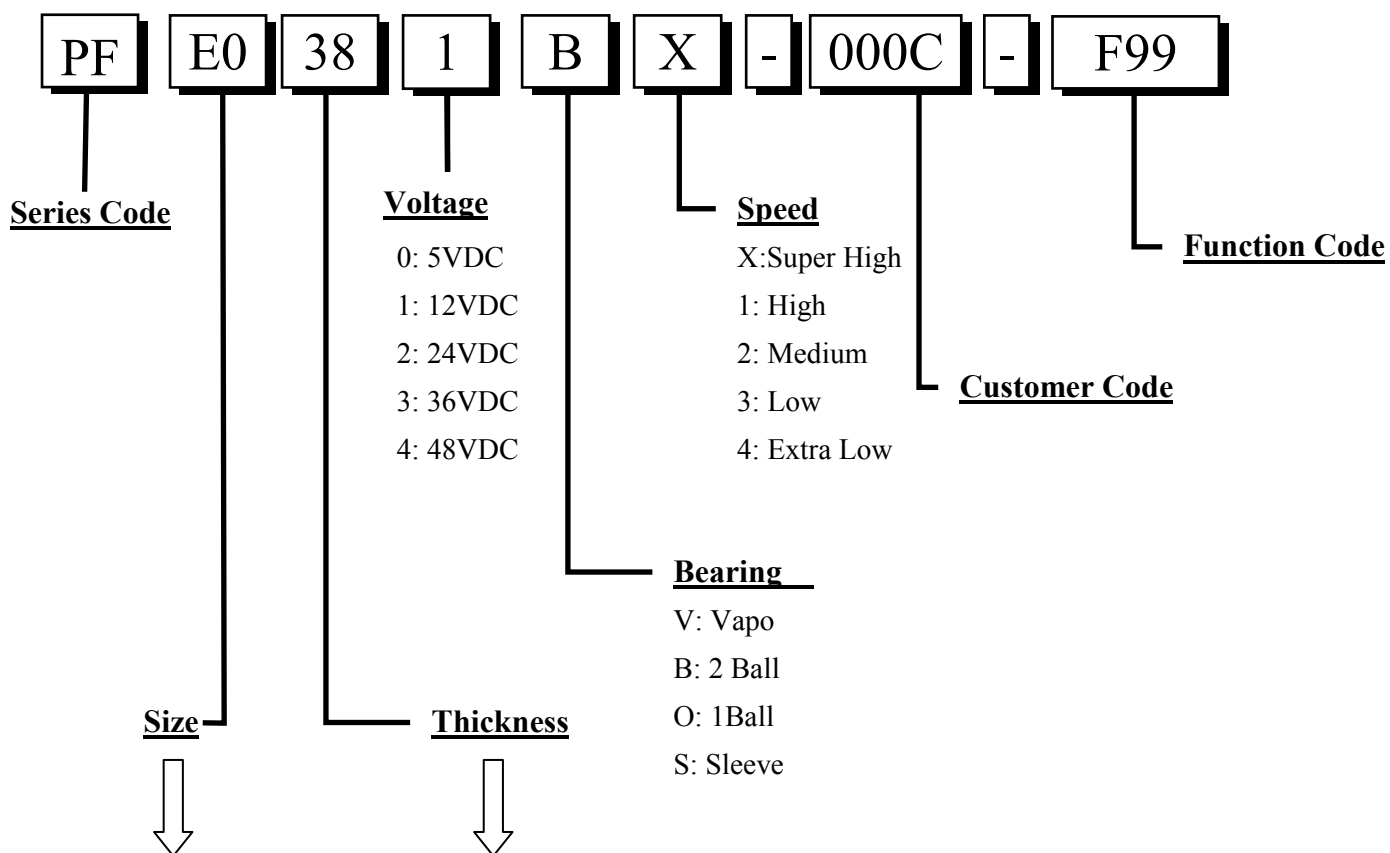 PF E0 38 1 B X - 000C - F99
Series Code
Voltage
0: 5VDC
1: 12VDC
2: 24VDC
3: 36VDC
4: 48VDC
Speed
X:Super High
1: High
2: Medium
3: Low
4: Extra Low
Function Code
Customer Code
Bearing
V: Vapo
B: 2 Ball
O: 1Ball
S: Sleeve
Size
Thickness